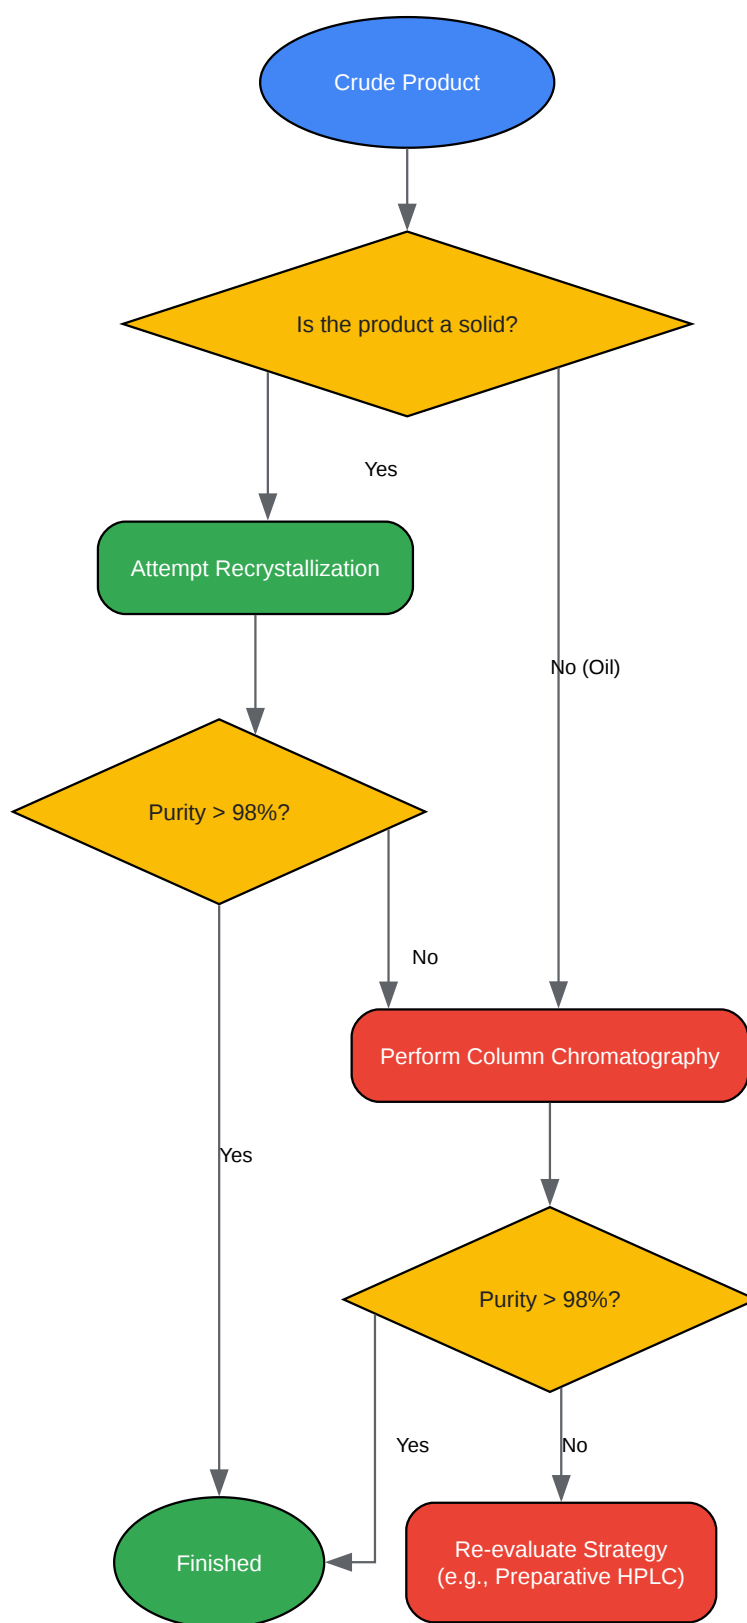 Crude Product
Is the product a solid?
Yes
Attempt Recrystallization
No (Oil)
Purity > 98%?
No
Perform Column Chromatography
Yes
Purity > 98%?
Yes
No
Finished
Re-evaluate Strategy
(e.g., Preparative HPLC)